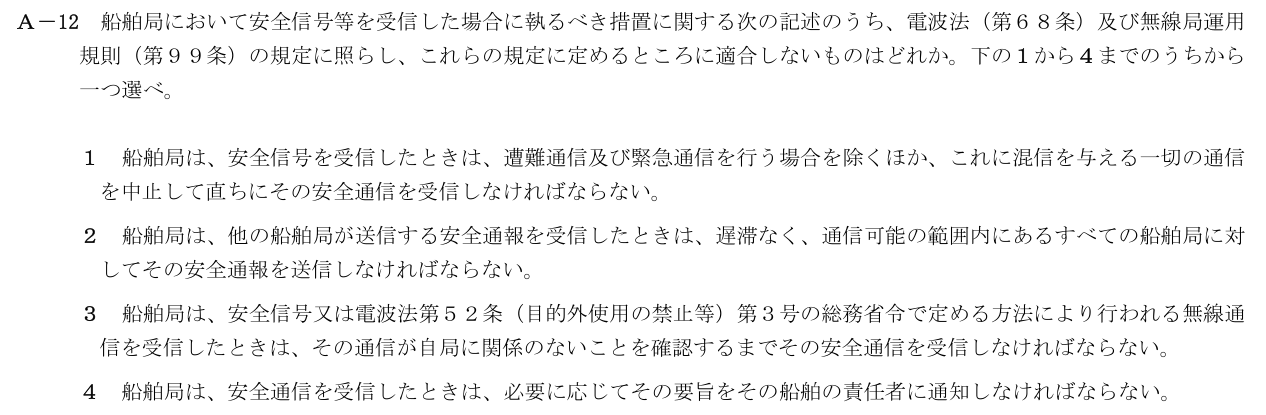 A－12　船舶局において安全信号等を受信した場合に執るべき措置に関する次の記述のうち、電波法（第６８条）及び無線局運用
規則（第９９条）の規定に照らし、これらの規定に定めるところに適合しないものはどれか。下の1から4までのうちから
一つ選べ。
1　船舶局は、安全信号を受信したときは、遭難通信及び緊急通信を行う場合を除くほか、これに混信を与える一切の通信
を中止して直ちにその安全通信を受信しなければならない。
2　船舶局は、他の船舶局が送信する安全通報を受信したときは、遅滞なく、通信可能の範囲内にあるすべての船舶局に対
してその安全通報を送信しなければならない。
3　船舶局は、安全信号又は電波法第５２条（目的外使用の禁止等）第３号の総務省令で定める方法により行われる無線通
信を受信したときは、その通信が自局に関係のないことを確認するまでその安全通信を受信しなければならない。
4　船舶局は、安全通信を受信したときは、必要に応じてその要旨をその船舶の責任者に通知しなければならない。